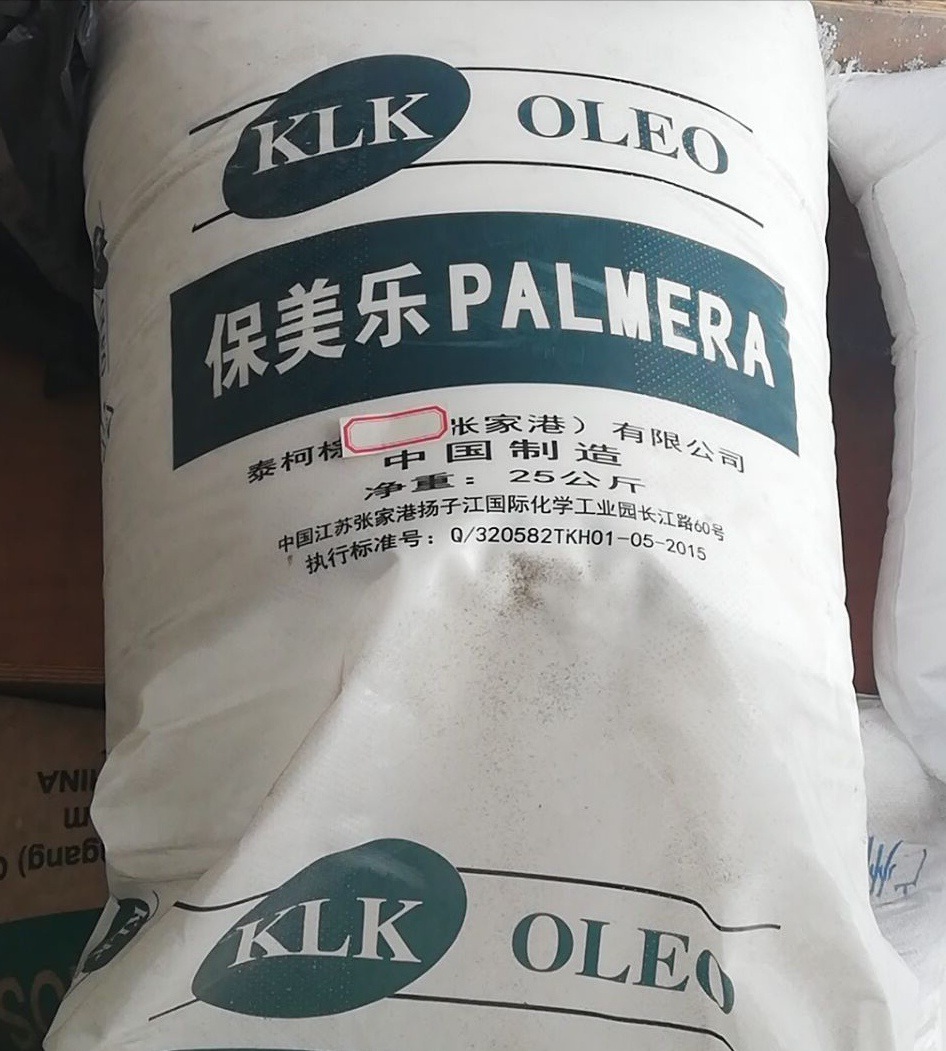 KLK OLEO
保美乐PALMERA
泰柯棕 张家港）有限公司
中国制造
净重：25公斤
中国江苏张家港扬子江国际化学工业园长江路60号
执行标准号：Q/320582TKH01-05-2015
KLK OLEO